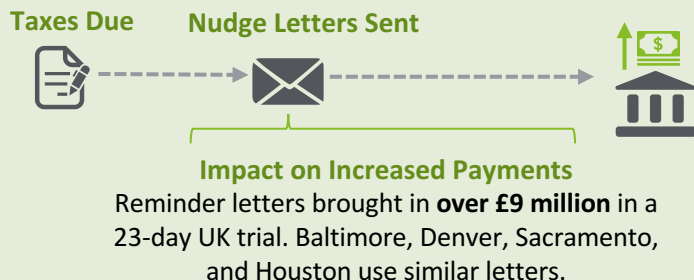 Taxes Due Nudge Letters Sent
$
Impact on Increased Payments
Reminder letters brought in over £9 million in a
23-day UK trial. Baltimore, Denver, Sacramento,
and Houston use similar letters.